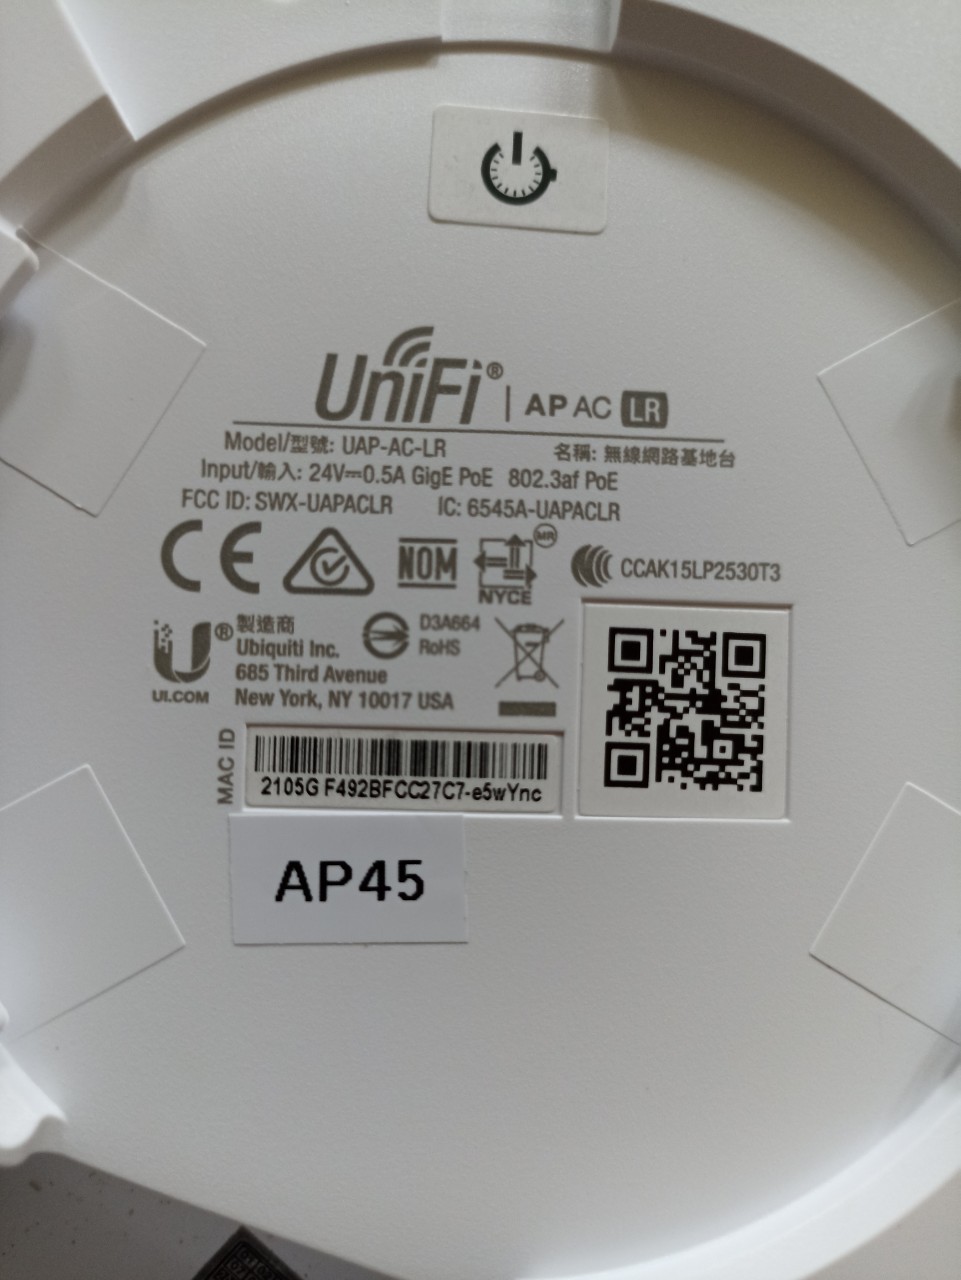 UniFi® | AP AC LR
Model/型號: UAP-AC-LR 名稱: 無線網路基地台
Input/輸入: 24V⎓0.5A GigE PoE 802.3af PoE
FCC ID: SWX-UAPACLR IC: 6545A-UAPACLR
CE NOM NYCE MR CCAK15LP2530T3
U® UI.COM
製造商
Ubiquiti Inc.
685 Third Avenue
New York, NY 10017 USA
D3A664
RoHS
MAC ID
2105G F492BFCC27C7-e5wYnc
AP45